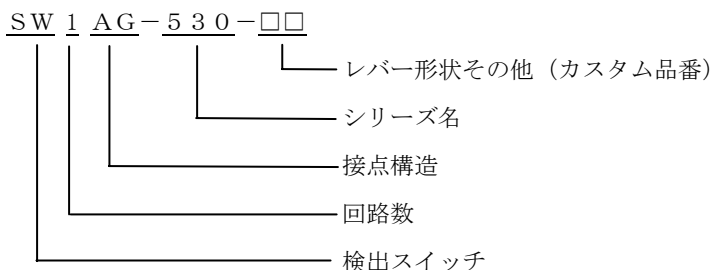 ＳＷ１ＡＧ－５３０－□□
レバー形状その他（カスタム品番）
シリーズ名
接点構造
回路数
検出スイッチ